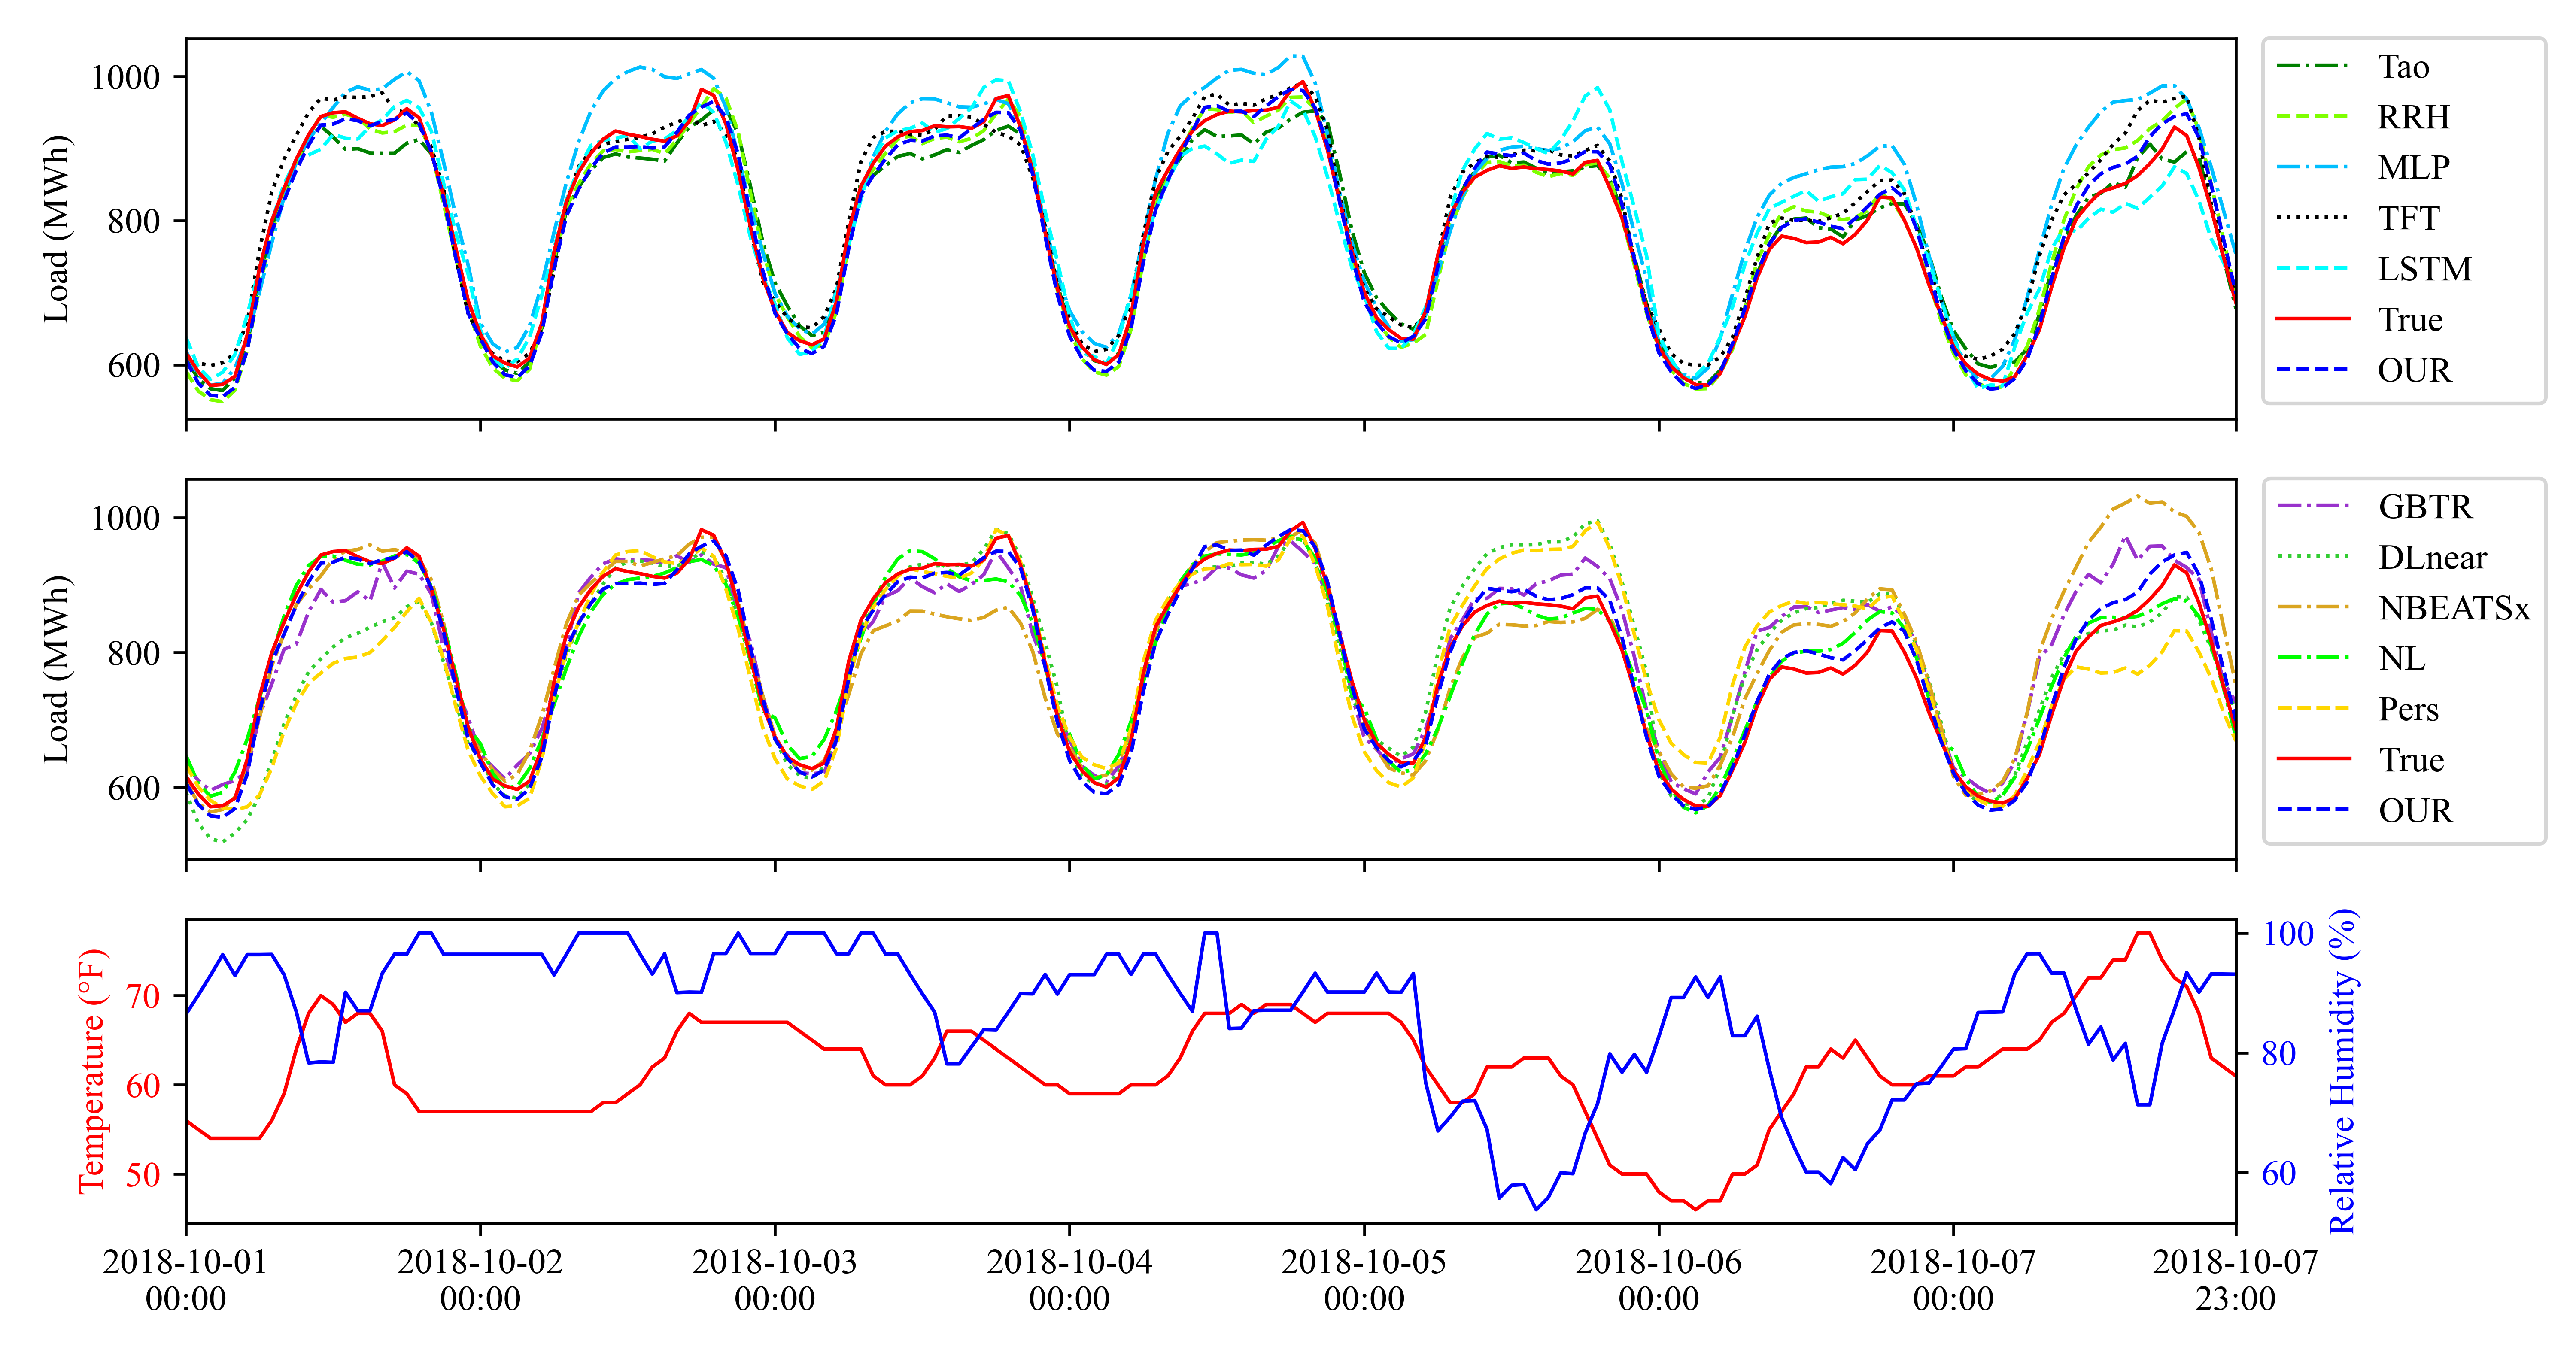 Load (MWh)
1000
800
600
Tao
RRH
MLP
TFT
LSTM
True
OUR
Load (MWh)
1000
800
600
GBTR
DLnear
NBEATSx
NL
Pers
True
OUR
Temperature (°F)
70
60
50
100
80
60
Relative Humidity (%)
2018-10-01 2018-10-02 2018-10-03 2018-10-04 2018-10-05 2018-10-06 2018-10-07 2018-10-07
00:00 00:00 00:00 00:00 00:00 00:00 00:00 23:00